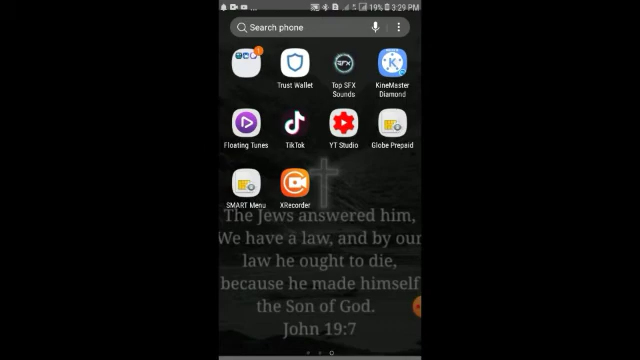 19% 3:29 PM
Search phone
1
Trust Wallet
Top SFX
Sounds
KineMaster
Diamond
SFX
K
Floating Tunes
TikTok
YT Studio
Globe Prepaid
SMART Menu
XRecorder
The Jews answered him,
We have a law, and by our
law he ought to die,
because he made himself
the Son of God.
John 19:7